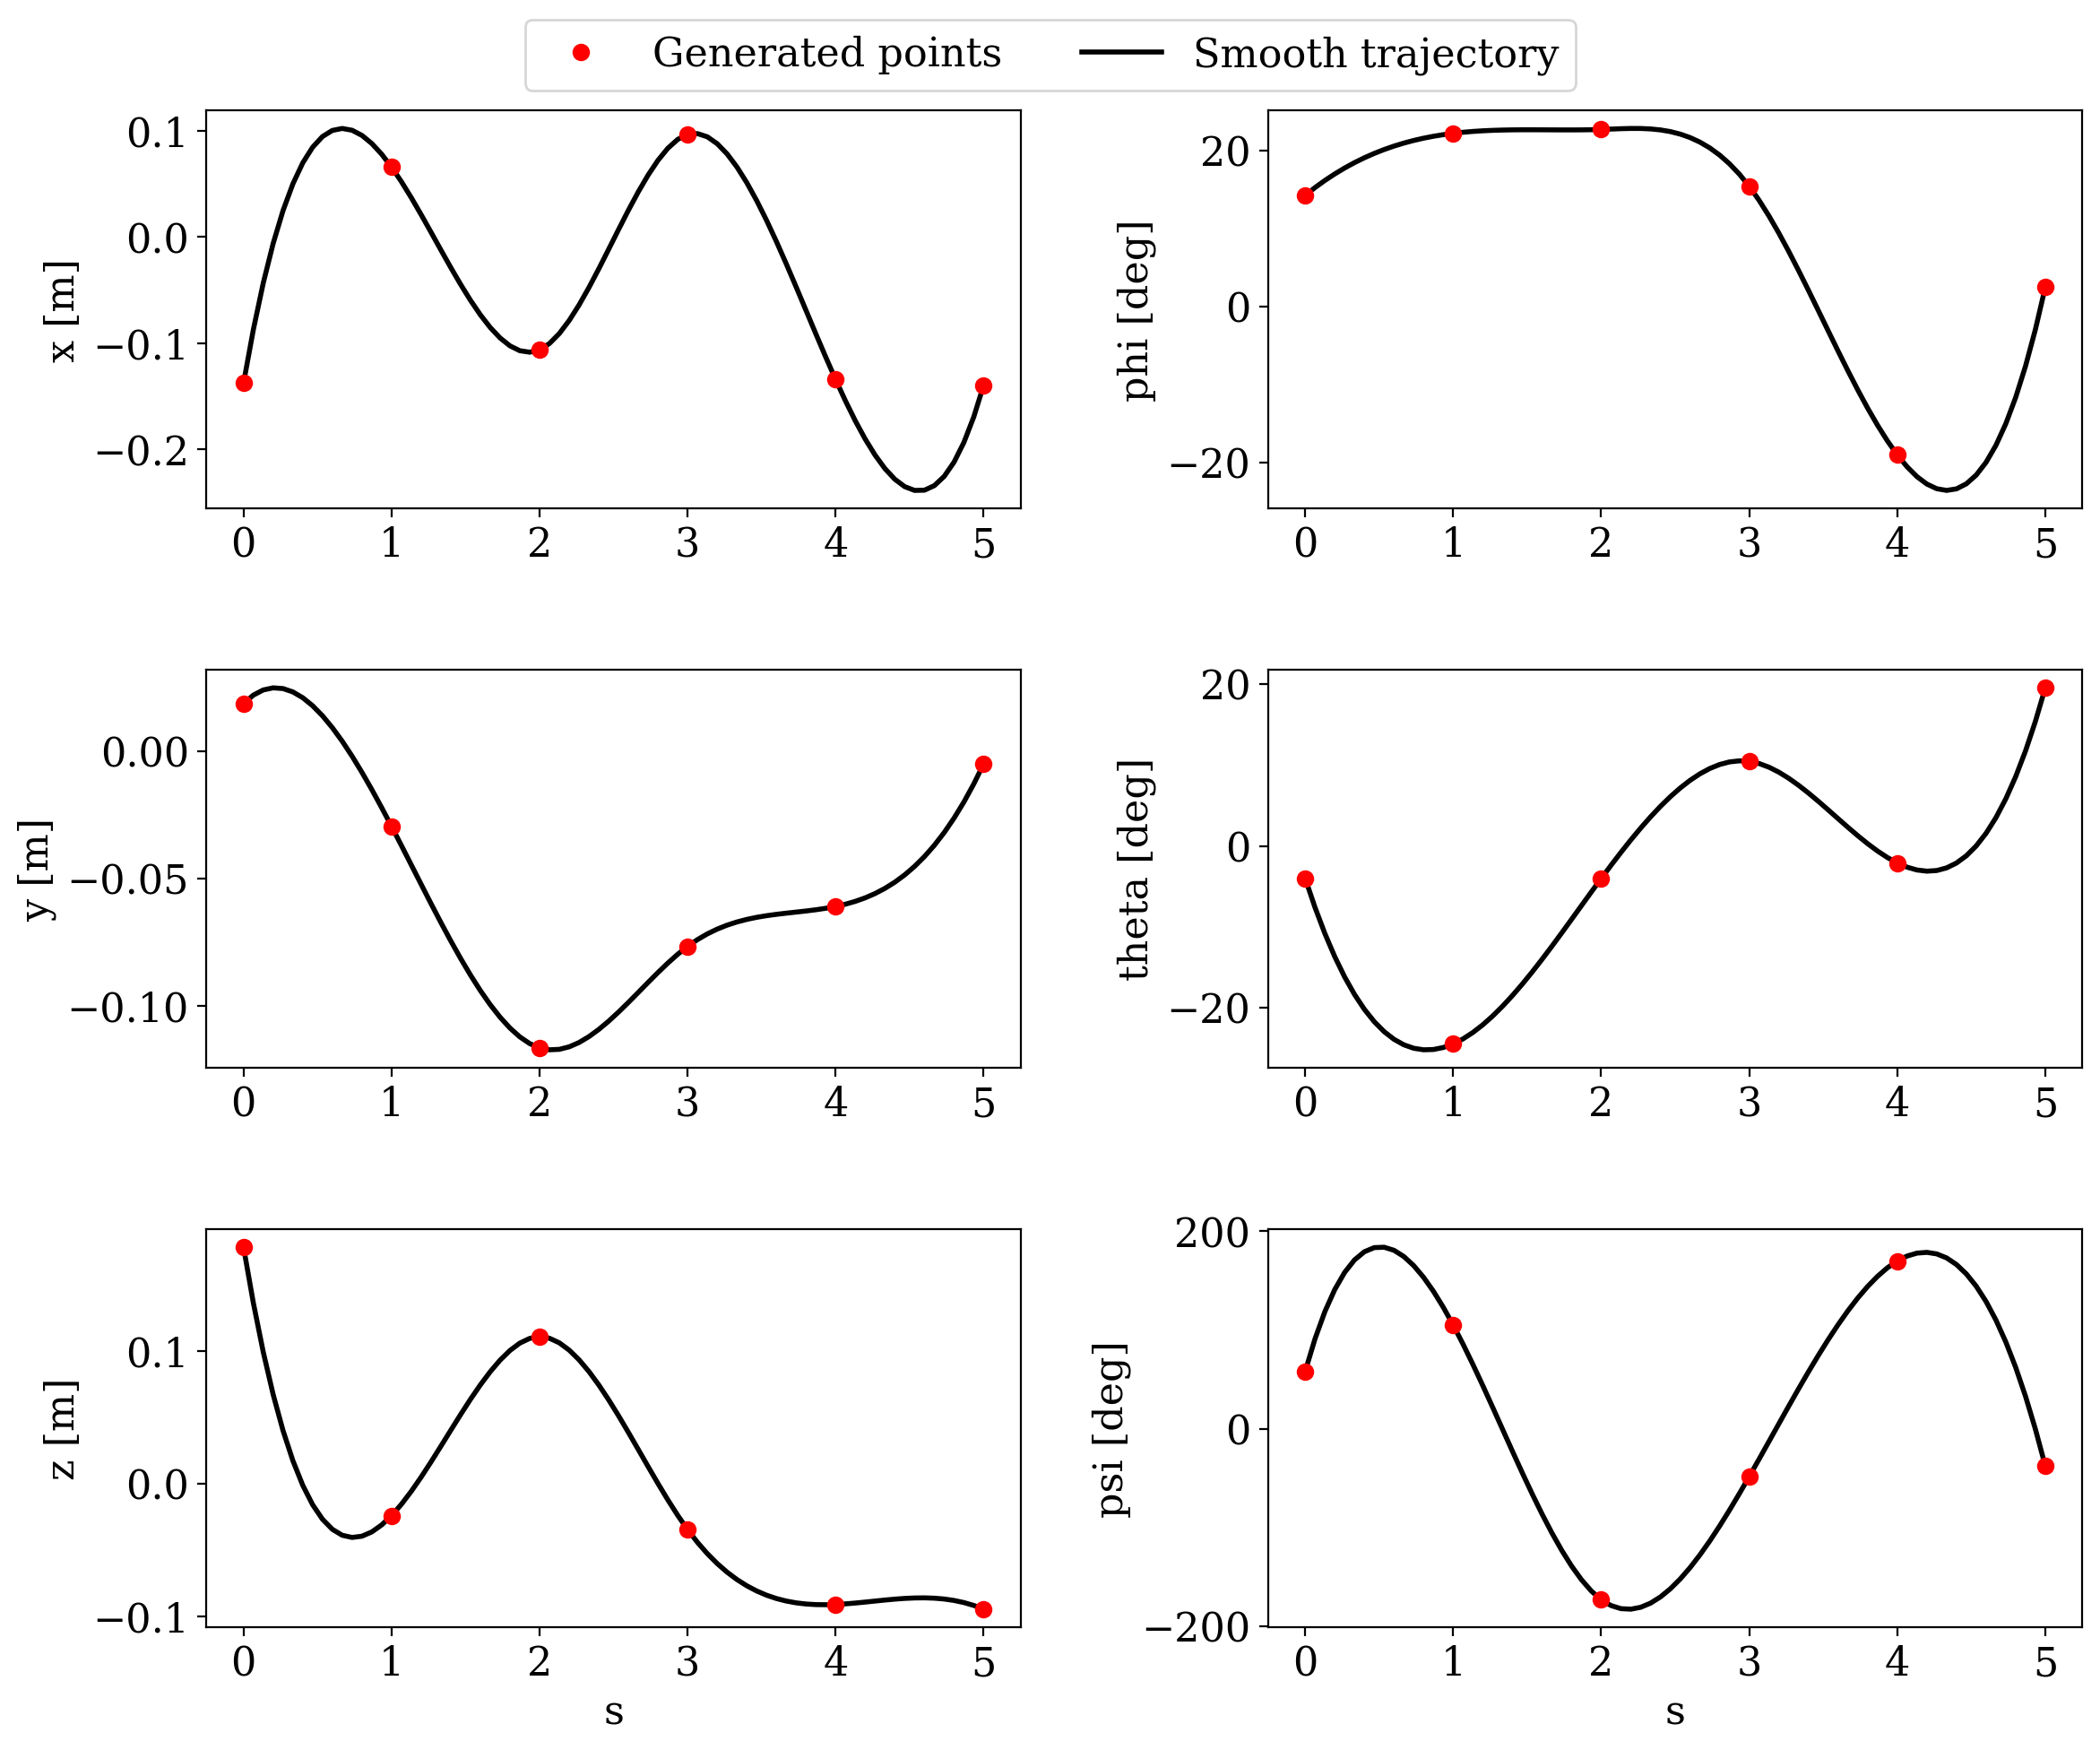 Generated points Smooth trajectory
0.1
0.0
−0.1
−0.2
x [m]
0 1 2 3 4 5
20
0
−20
phi [deg]
0 1 2 3 4 5
0.00
−0.05
−0.10
y [m]
0 1 2 3 4 5
20
0
−20
theta [deg]
0 1 2 3 4 5
0.1
0.0
−0.1
z [m]
0 1 2 3 4 5
s
200
0
−200
psi [deg]
0 1 2 3 4 5
s